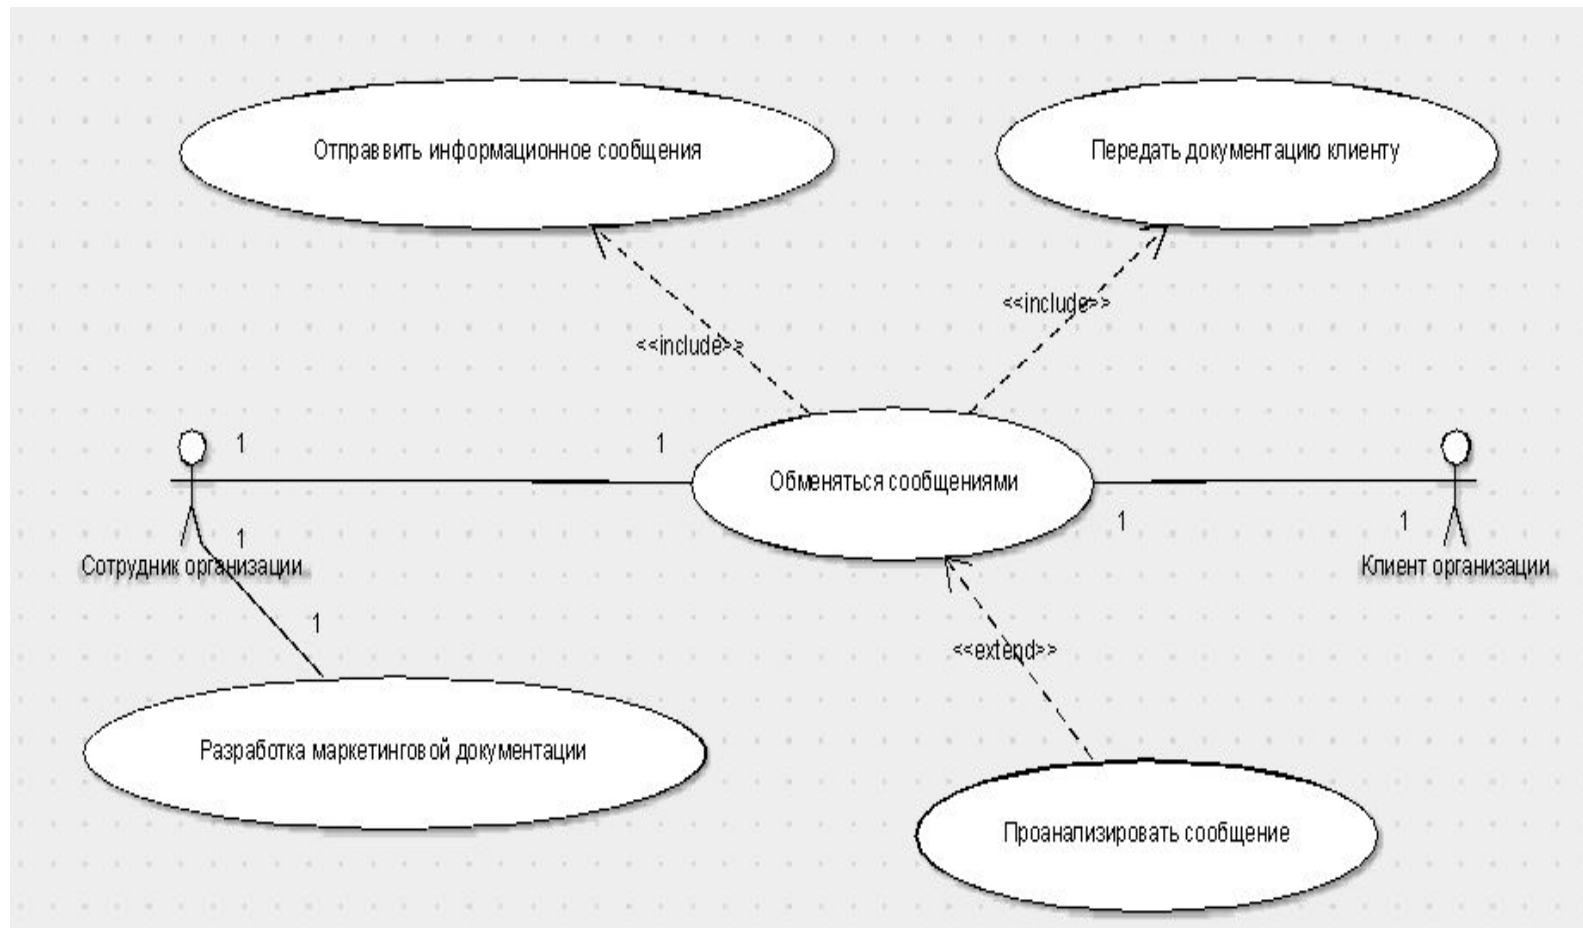 Отправвить информационное сообщения
Передать документацию клиенту
<<include>>
<<include>>
1
1
Обменяться сообщениями
1
1
1
Сотрудник организации
Клиент организации
1
<<extend>>
Разработка маркетинговой документации
Проанализировать сообщение